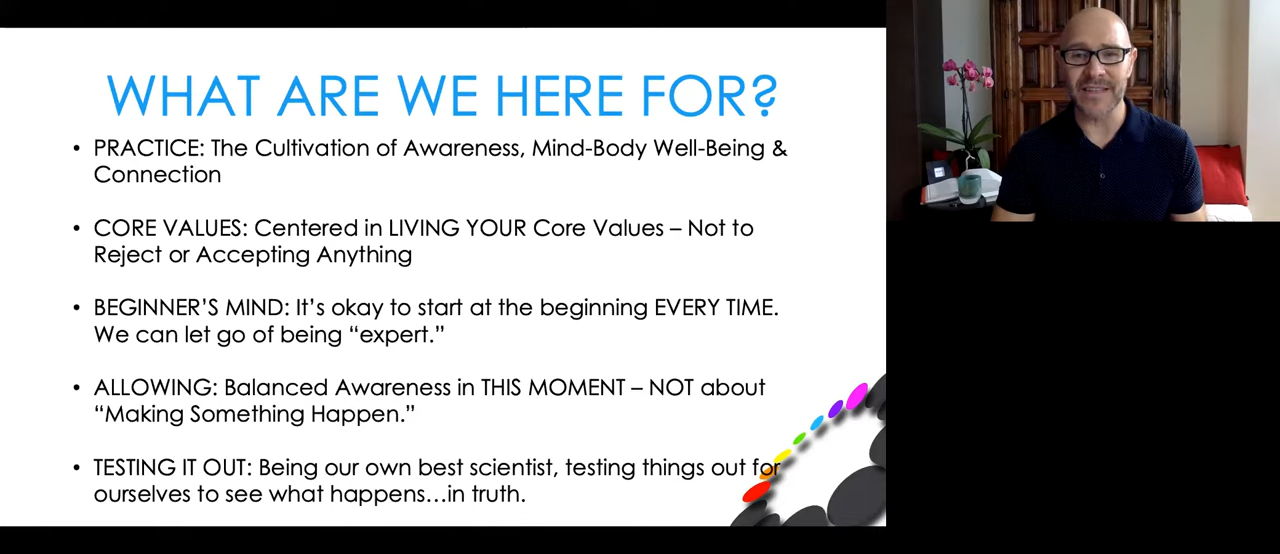 WHAT ARE WE HERE FOR?
• PRACTICE: The Cultivation of Awareness, Mind-Body Well-Being &
Connection
• CORE VALUES: Centered in LIVING YOUR Core Values – Not to
Reject or Accepting Anything
• BEGINNER’S MIND: It’s okay to start at the beginning EVERY TIME.
We can let go of being “expert.”
• ALLOWING: Balanced Awareness in THIS MOMENT – NOT about
“Making Something Happen.”
• TESTING IT OUT: Being our own best scientist, testing things out for
ourselves to see what happens…in truth.